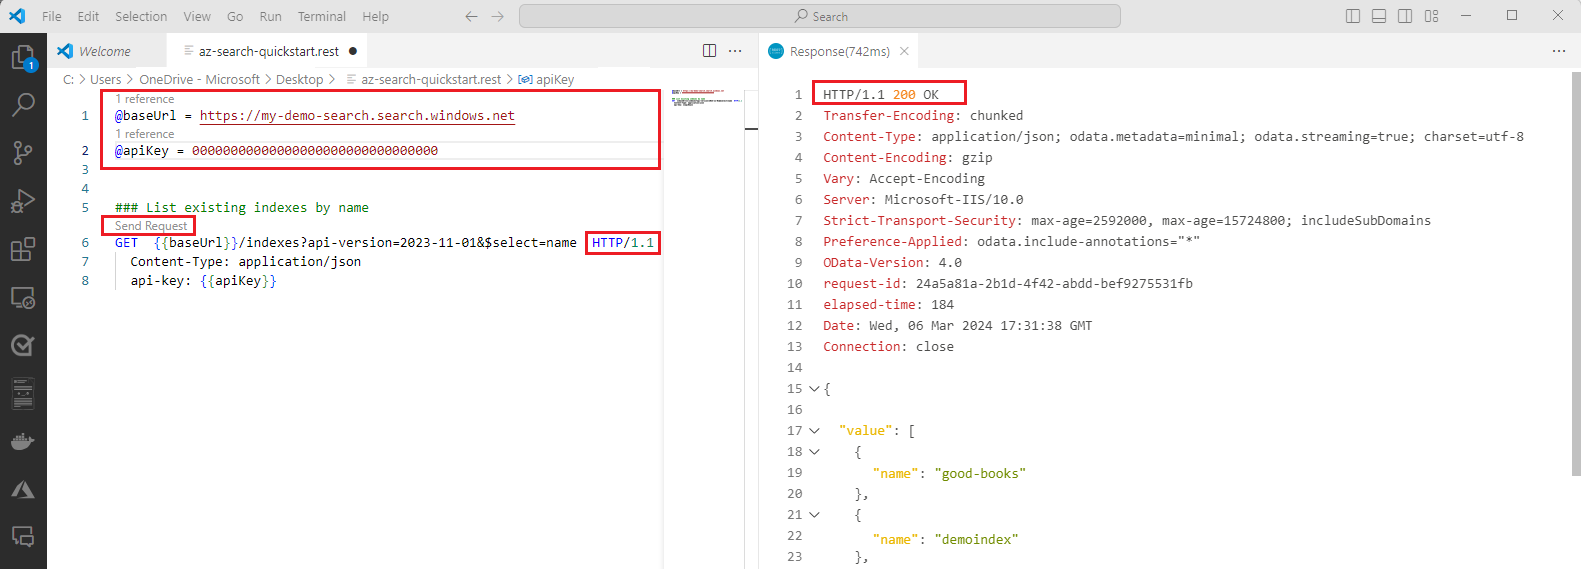 File Edit Selection View Go Run Terminal Help
Search
Welcome
az-search-quickstart.rest
C: > Users > OneDrive - Microsoft > Desktop > az-search-quickstart.rest > apiKey
1
1 reference
1 @baseUrl = https://my-demo-search.search.windows.net
1 reference
2 @apiKey = 00000000000000000000000000000000
3
4
5 ### List existing indexes by name
Send Request
6 GET {{baseUrl}}/indexes?api-version=2023-11-01&$select=name HTTP/1.1
7 Content-Type: application/json
8 api-key: {{apiKey}}
Response(742ms)
1 HTTP/1.1 200 OK
2 Transfer-Encoding: chunked
3 Content-Type: application/json; odata.metadata=minimal; odata.streaming=true; charset=utf-8
4 Content-Encoding: gzip
5 Vary: Accept-Encoding
6 Server: Microsoft-IIS/10.0
7 Strict-Transport-Security: max-age=2592000, max-age=15724800; includeSubDomains
8 Preference-Applied: odata.include-annotations="*"
9 OData-Version: 4.0
10 request-id: 24a5a81a-2b1d-4f42-abdd-bef9275531fb
11 elapsed-time: 184
12 Date: Wed, 06 Mar 2024 17:31:38 GMT
13 Connection: close
14
15 {
16
17 "value": [
18 {
19 "name": "good-books"
20 },
21 {
22 "name": "demoindex"
23 },